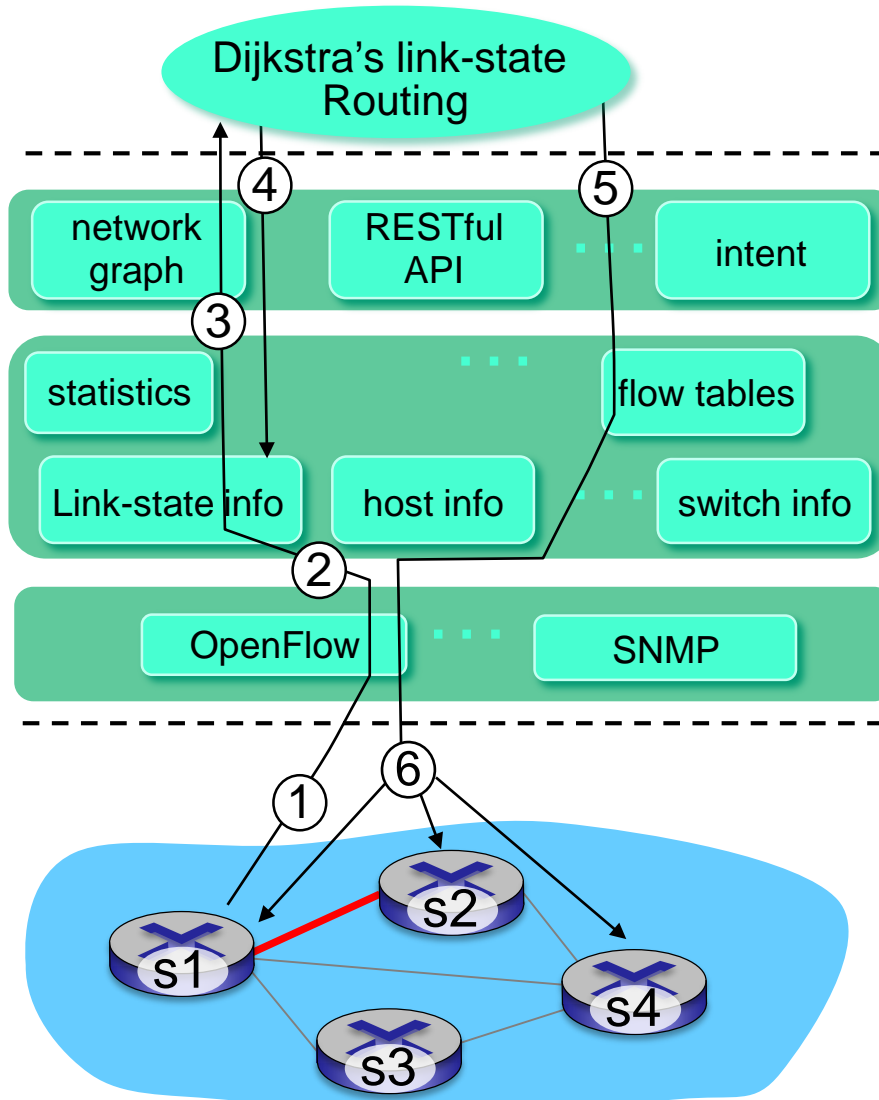 Dijkstra’s link-state
Routing
4
5
network
graph
RESTful
API
. . .
intent
3
statistics
. . .
flow tables
Link-state info
host info
. . .
switch info
2
OpenFlow
. . .
SNMP
1
6
s2
s1
s4
s3